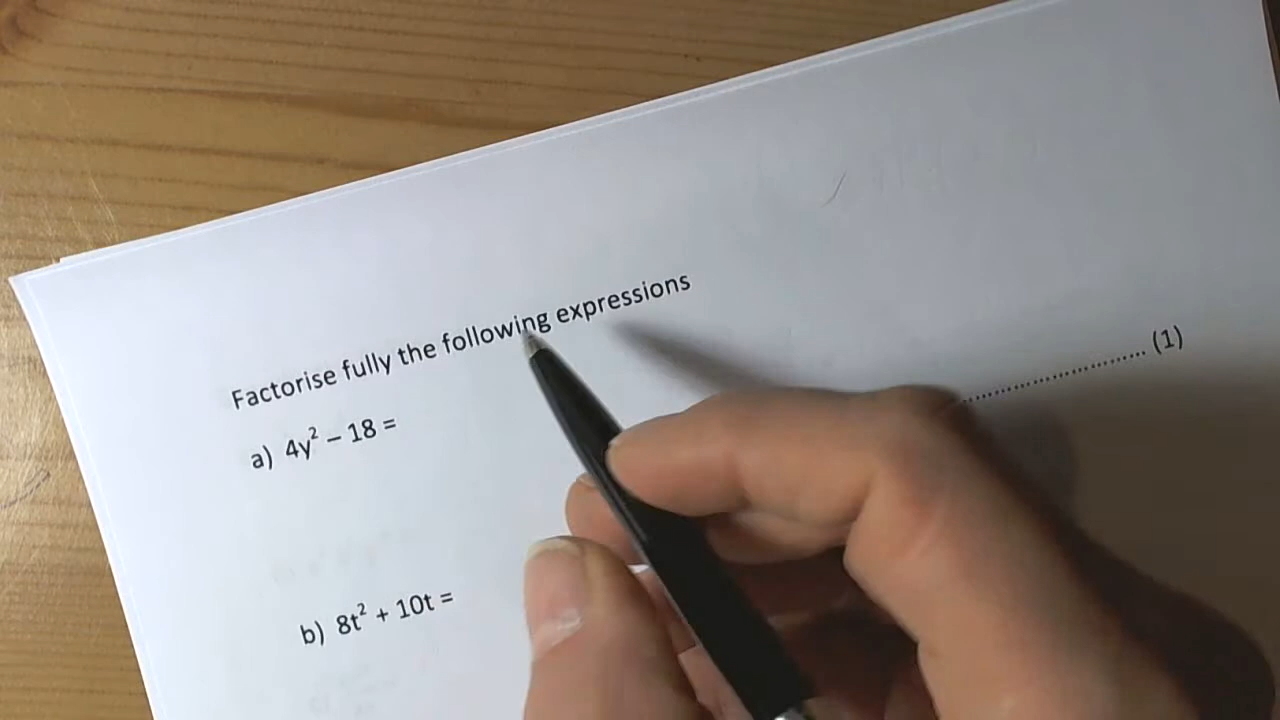 Factorise fully the following expressions
a) 4y² – 18 =
.................................. (1)
b) 8t² + 10t =